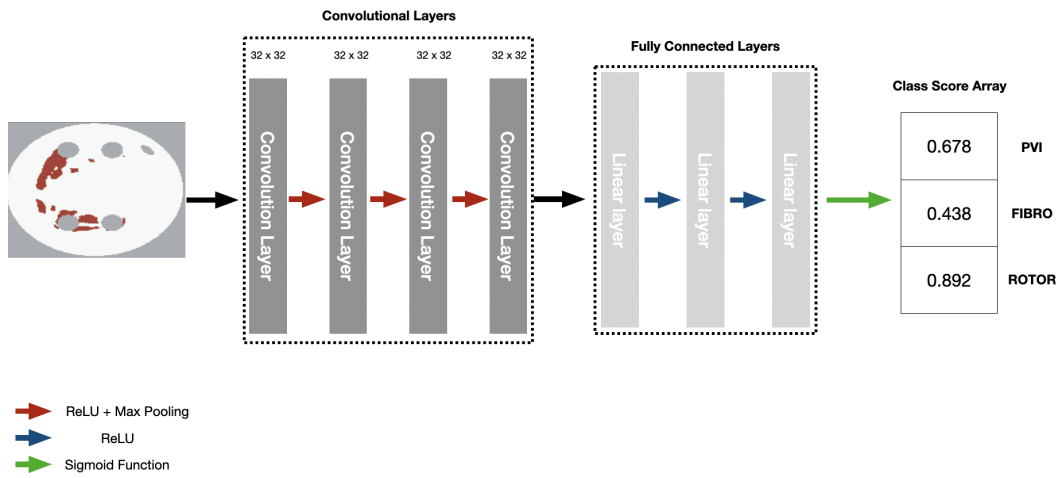 Convolutional Layers
32 x 32
32 x 32
32 x 32
32 x 32
Convolution Layer
Convolution Layer
Convolution Layer
Convolution Layer
Fully Connected Layers
Linear layer
Linear layer
Linear layer
Class Score Array
0.678
PVI
0.438
FIBRO
0.892
ROTOR
ReLU + Max Pooling
ReLU
Sigmoid Function